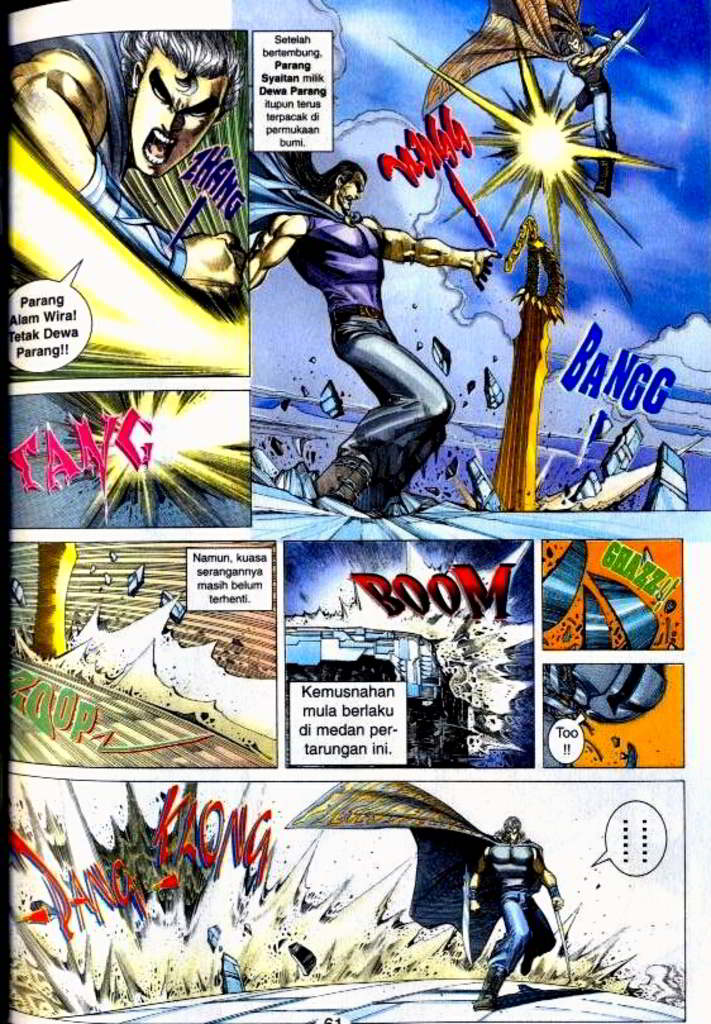 Setelah
bertembung,
Parang
Syaitan milik
Dewa Parang
itupun terus
terpacak di
permukaan
bumi.
ZHANG
!
Parang
Alam Wira!
Tetak Dewa
Parang!!
BANGG
!
TANG
Namun, kuasa
serangannya
masih belum
terhenti.
ZOOP
BOOM
Kemusnahan
mula berlaku
di medan per-
tarungan ini.
Too
!!
KLONG
61